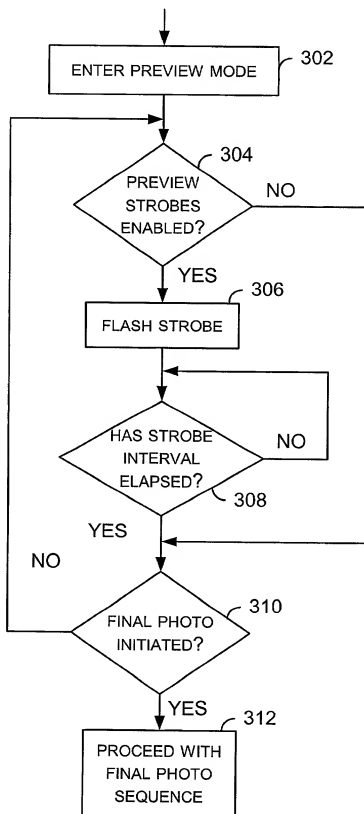 ENTER PREVIEW MODE
302
304
PREVIEW
STROBES
ENABLED?
NO
YES
306
FLASH STROBE
HAS STROBE
INTERVAL
ELAPSED?
NO
308
YES
NO
310
FINAL PHOTO
INITIATED?
YES
312
PROCEED WITH
FINAL PHOTO
SEQUENCE